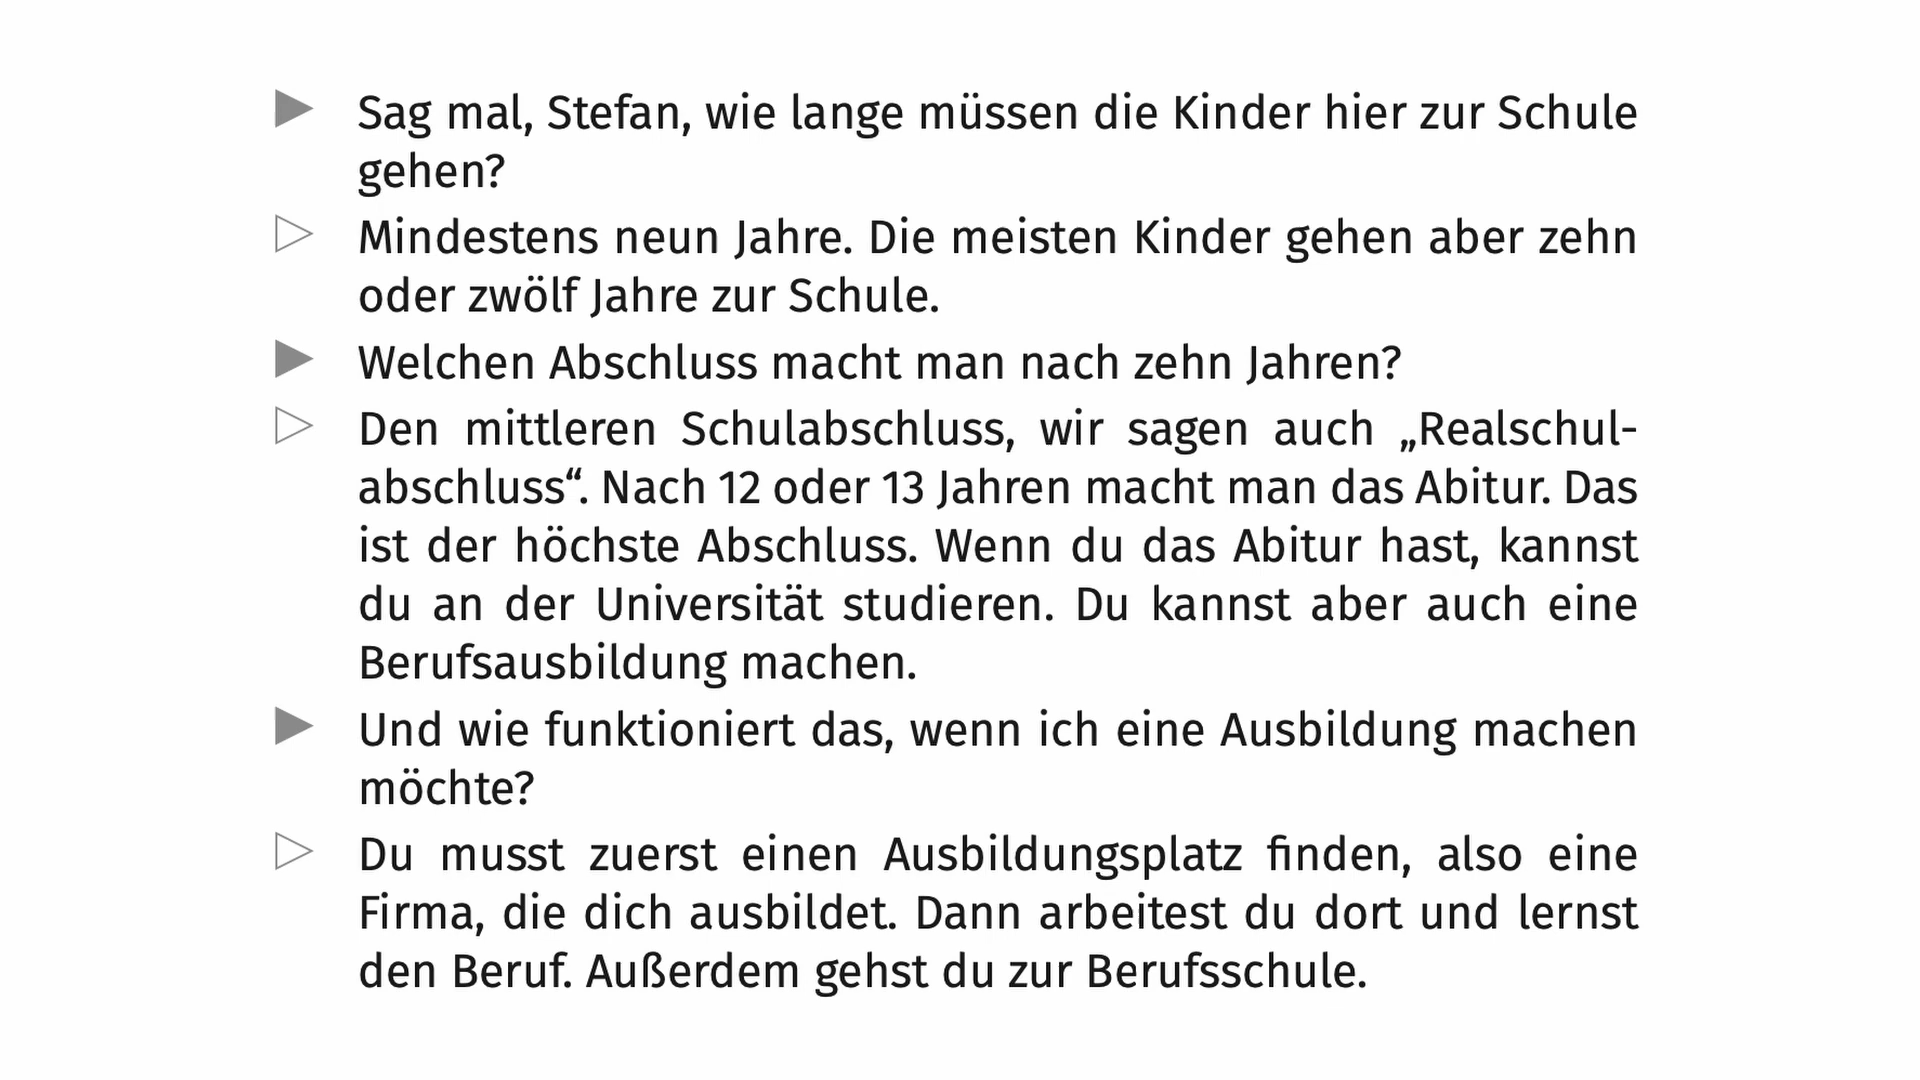 Sag mal, Stefan, wie lange müssen die Kinder hier zur Schule
gehen?
Mindestens neun Jahre. Die meisten Kinder gehen aber zehn
oder zwölf Jahre zur Schule.
Welchen Abschluss macht man nach zehn Jahren?
Den mittleren Schulabschluss, wir sagen auch „Realschul-
abschluss“. Nach 12 oder 13 Jahren macht man das Abitur. Das
ist der höchste Abschluss. Wenn du das Abitur hast, kannst
du an der Universität studieren. Du kannst aber auch eine
Berufsausbildung machen.
Und wie funktioniert das, wenn ich eine Ausbildung machen
möchte?
Du musst zuerst einen Ausbildungsplatz finden, also eine
Firma, die dich ausbildet. Dann arbeitest du dort und lernst
den Beruf. Außerdem gehst du zur Berufsschule.